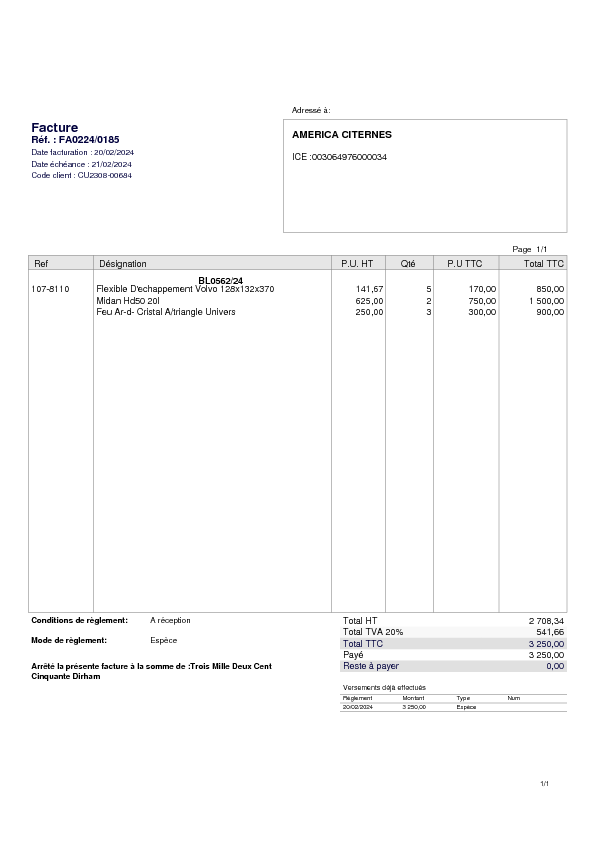 Adressé à:
Facture
Réf. : FA0224/0185
Date facturation : 20/02/2024
Date échéance : 21/02/2024
Code client : CU2308-00684
AMERICA CITERNES
ICE :003064976000034
Page 1/1
Ref Désignation P.U. HT Qté P.U TTC Total TTC
BL0562/24
107-8110 Flexible D'echappement Volvo 128x132x370 141,67 5 170,00 850,00
Midan Hd50 20l 625,00 2 750,00 1 500,00
Feu Ar-d- Cristal A/triangle Univers 250,00 3 300,00 900,00
Conditions de règlement: A réception
Mode de règlement: Espèce
Arrêté la présente facture à la somme de :Trois Mille Deux Cent
Cinquante Dirham
Total HT 2 708,34
Total TVA 20% 541,66
Total TTC 3 250,00
Payé 3 250,00
Reste à payer 0,00
Versements déjà effectués
Règlement Montant Type Num
20/02/2024 3 250,00 Espèce
1/1